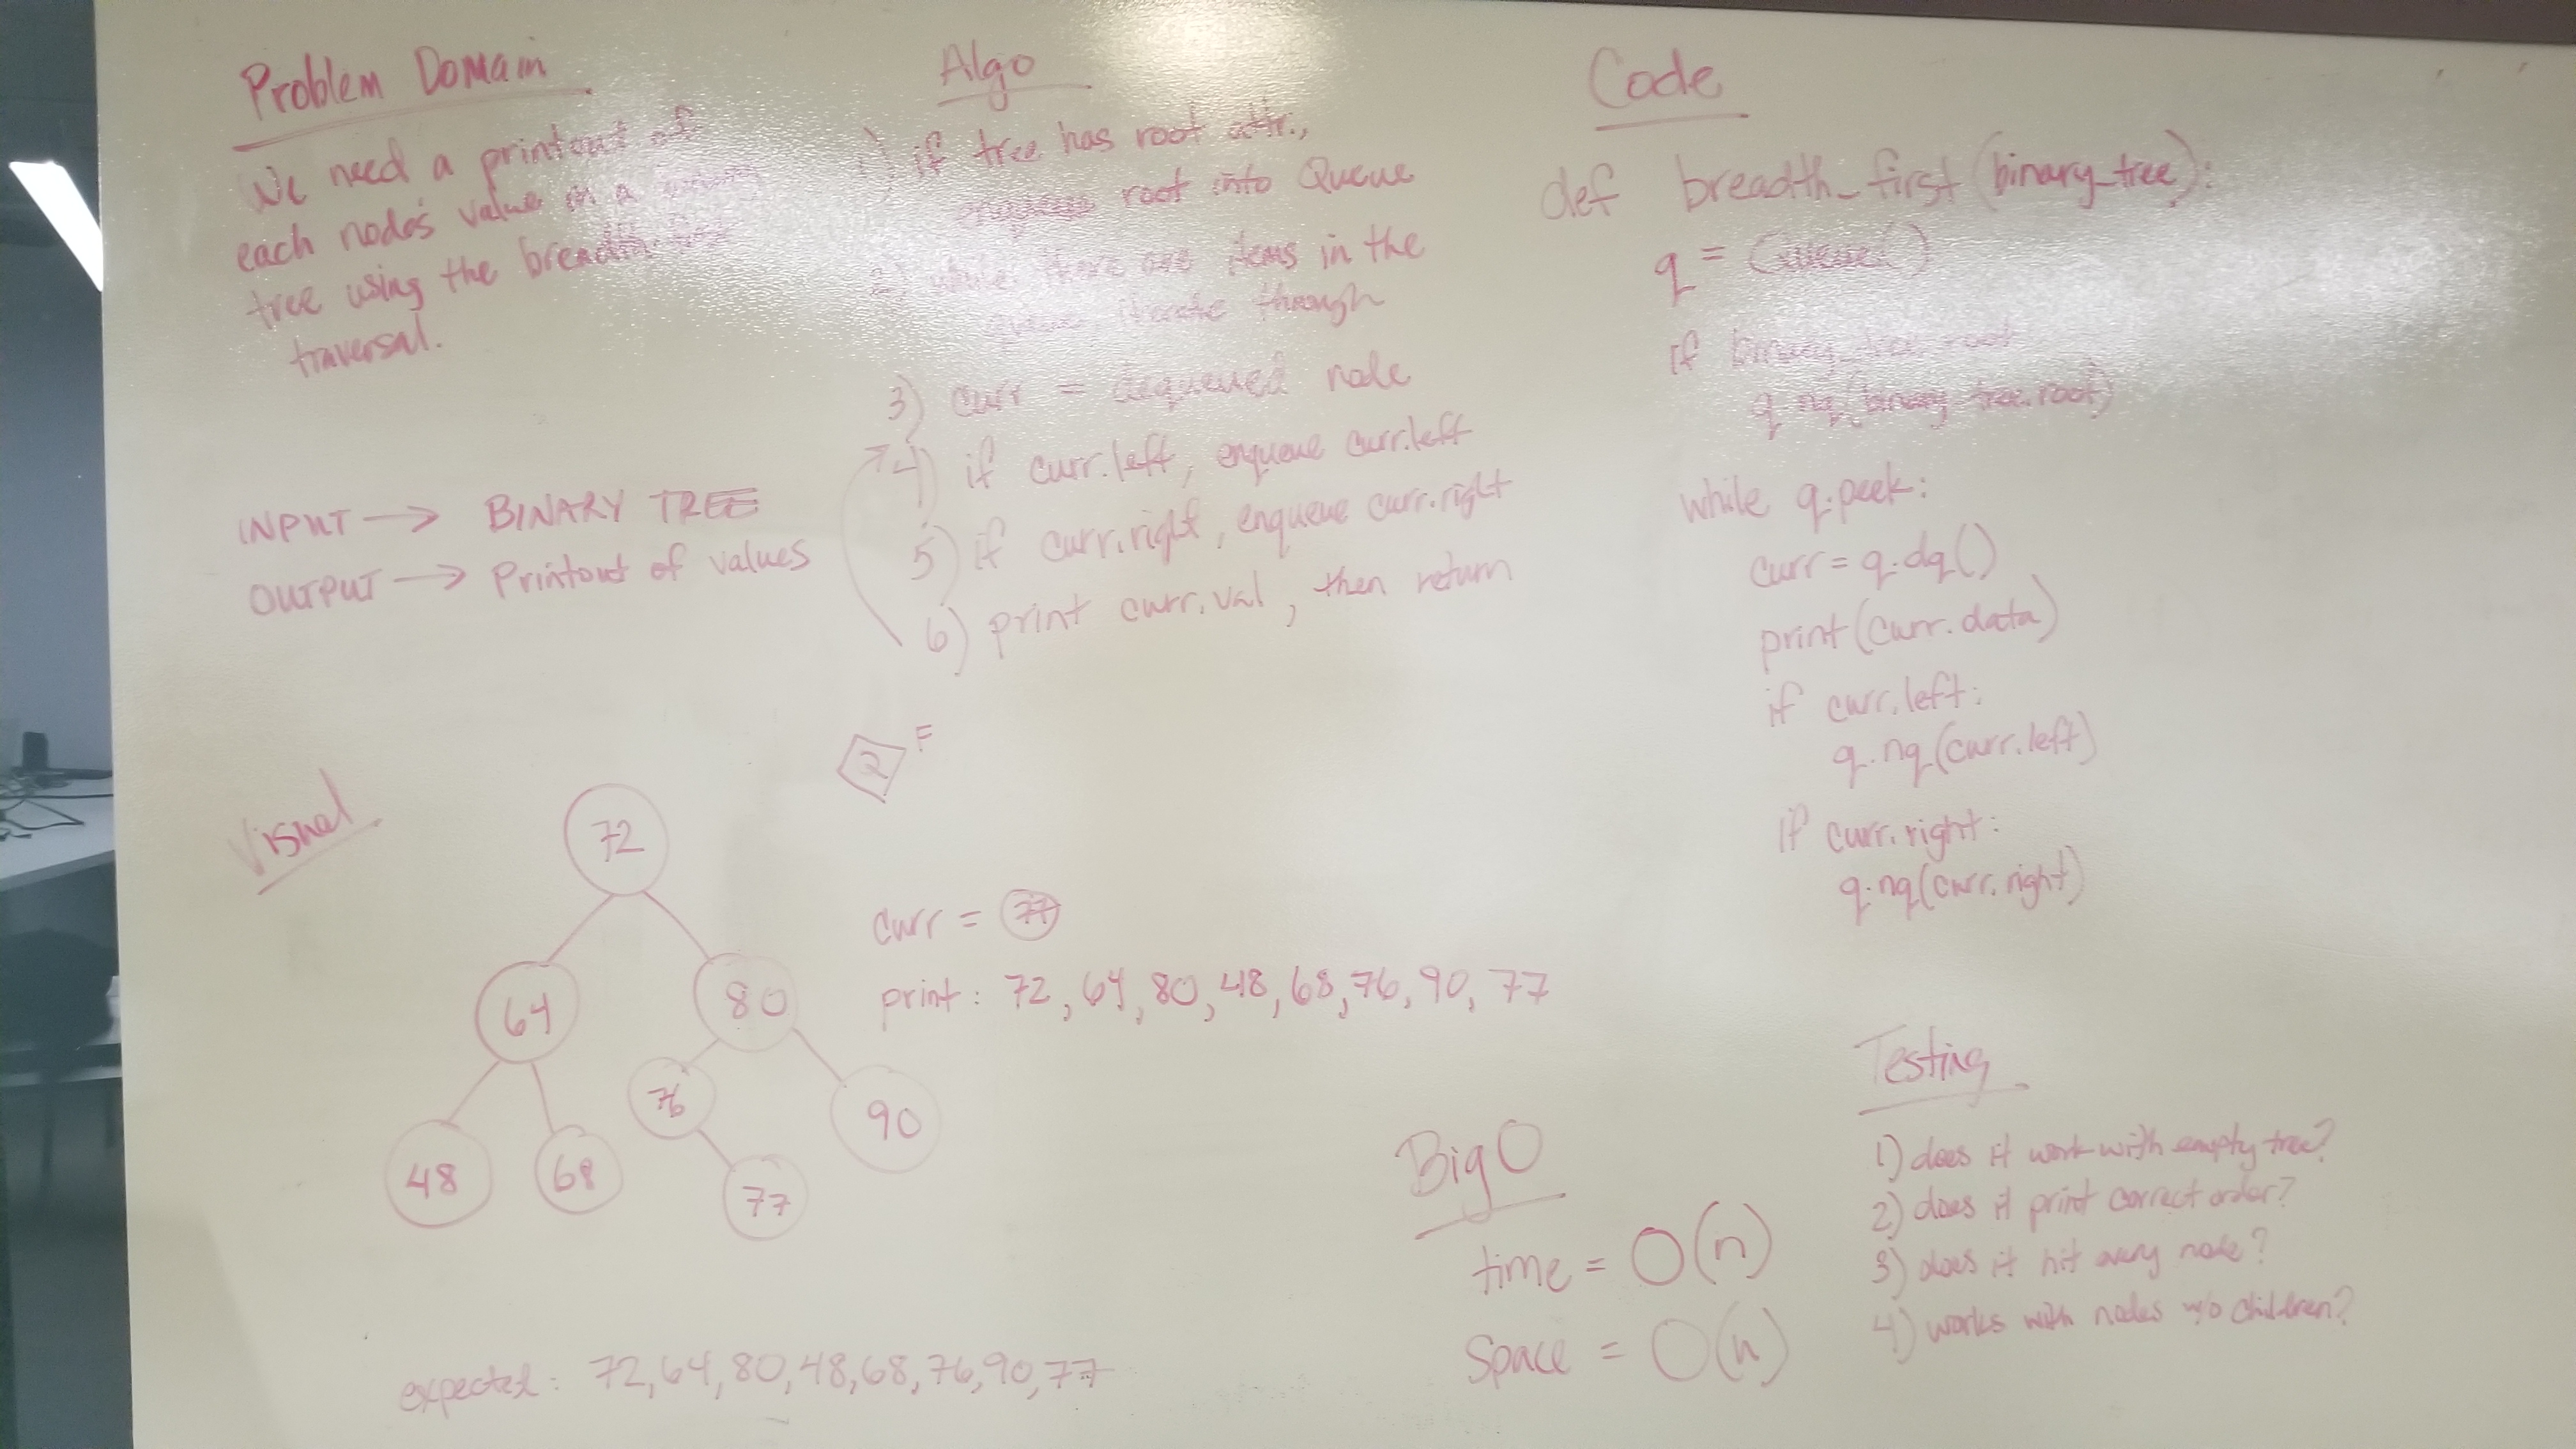 Problem Domain
We need a printout of
each node's value in a binary
tree using the breadth-first
traversal.
INPUT → BINARY TREE
OUTPUT → Printout of values
Algo
1) if tree has root attr.,
enqueue root into Queue
2) while there are items in the
queue iterate through
3) curr = dequeued node
4) if curr.left, enqueue curr.left
5) if curr.right, enqueue curr.right
6) print curr.val, then return
Code
def breadth_first(binary_tree):
q = Queue()
if binary_tree.root
q.nq(binary_tree.root)
while q.peek:
curr = q.dq()
print(curr.data)
if curr.left:
q.nq(curr.left)
if curr.right:
q.nq(curr.right)
Visual
72
64
80
76
90
48
68
77
2 F
curr = 77
print: 72, 64, 80, 48, 68, 76, 90, 77
expected: 72,64,80,48,68,76,90,77
Big O
time = O(n)
Space = O(n)
Testing
1) does it work with empty tree?
2) does it print correct order?
3) does it hit every node?
4) works with nodes w/o children?